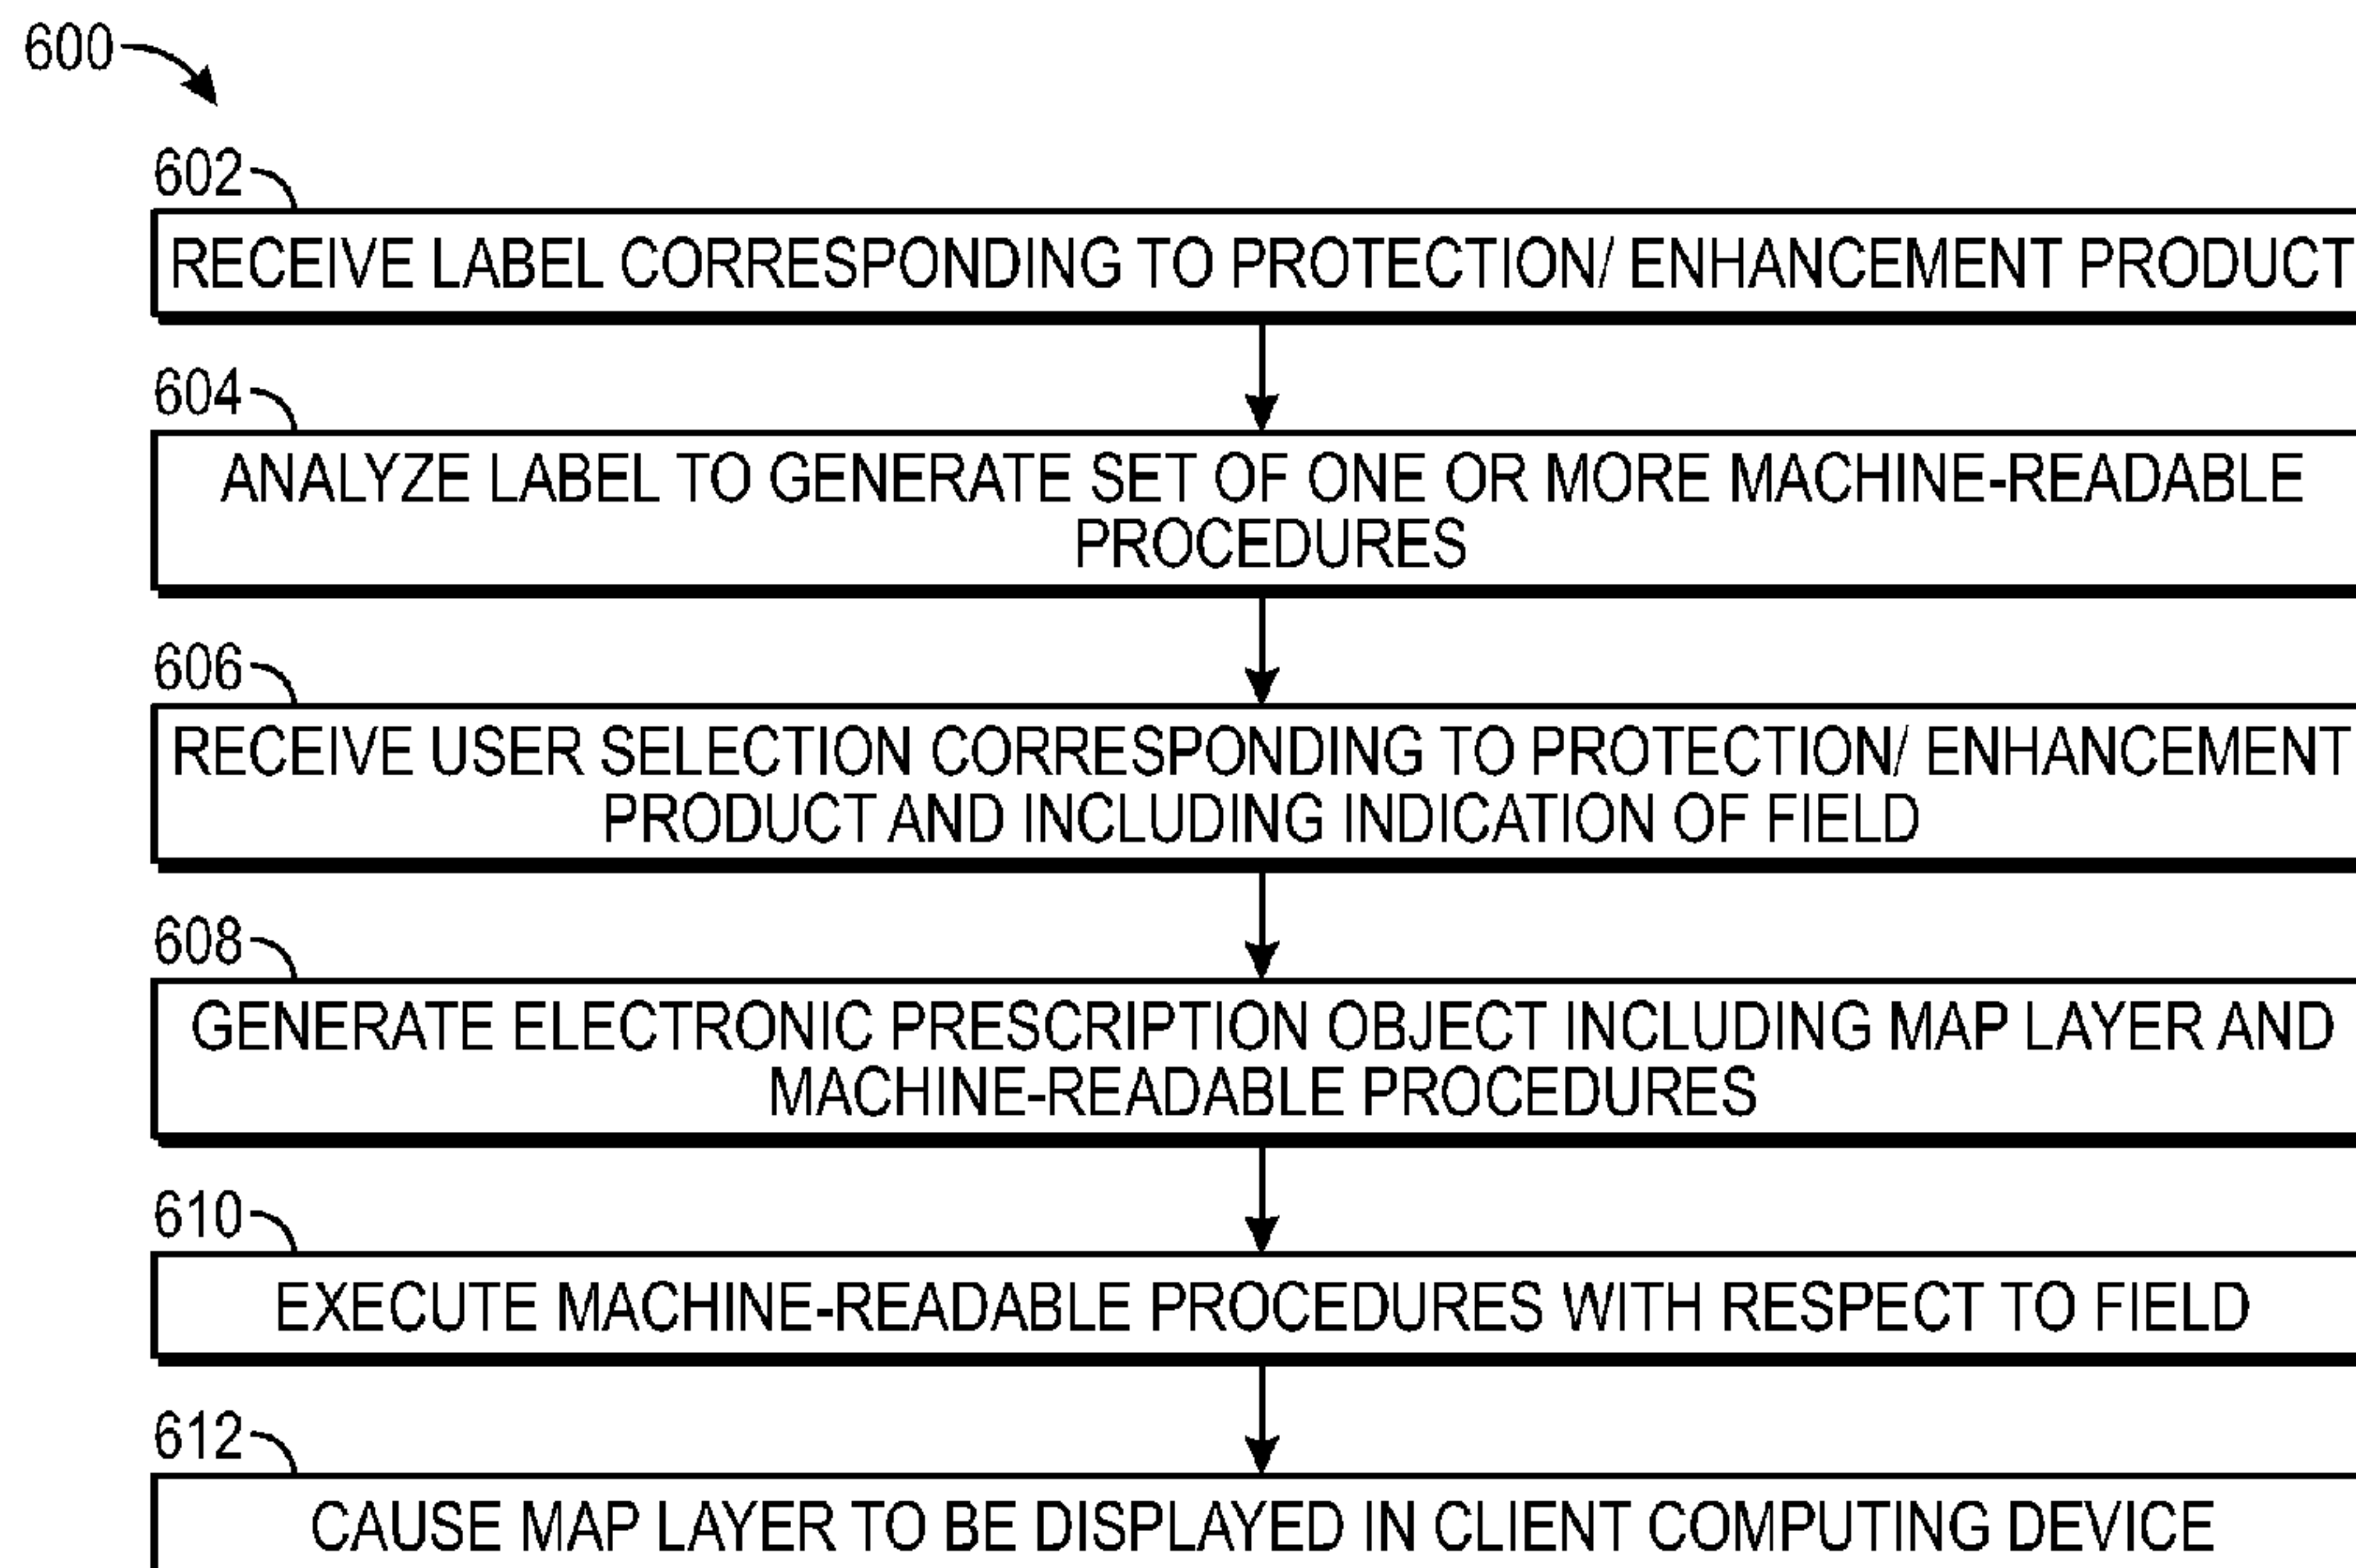 600
602
RECEIVE LABEL CORRESPONDING TO PROTECTION/ ENHANCEMENT PRODUCT
604
ANALYZE LABEL TO GENERATE SET OF ONE OR MORE MACHINE-READABLE
PROCEDURES
606
RECEIVE USER SELECTION CORRESPONDING TO PROTECTION/ ENHANCEMENT
PRODUCT AND INCLUDING INDICATION OF FIELD
608
GENERATE ELECTRONIC PRESCRIPTION OBJECT INCLUDING MAP LAYER AND
MACHINE-READABLE PROCEDURES
610
EXECUTE MACHINE-READABLE PROCEDURES WITH RESPECT TO FIELD
612
CAUSE MAP LAYER TO BE DISPLAYED IN CLIENT COMPUTING DEVICE